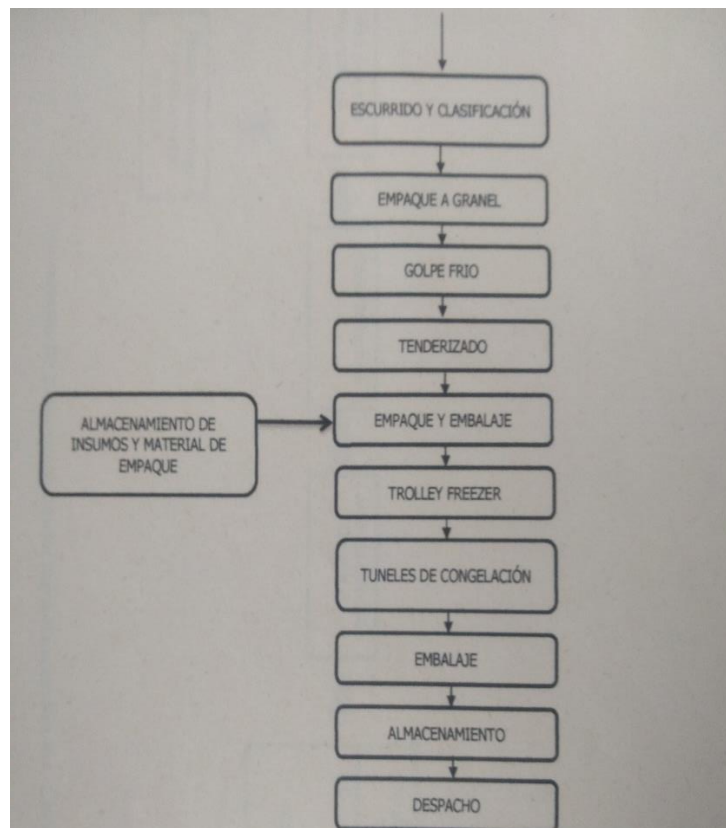 ESCURRIDO Y CLASIFICACIÓN
EMPAQUE A GRANEL
GOLPE FRIO
TENDERIZADO
ALMACENAMIENTO DE
INSUMOS Y MATERIAL DE
EMPAQUE
EMPAQUE Y EMBALAJE
TROLLEY FREEZER
TUNELES DE CONGELACIÓN
EMBALAJE
ALMACENAMIENTO
DESPACHO